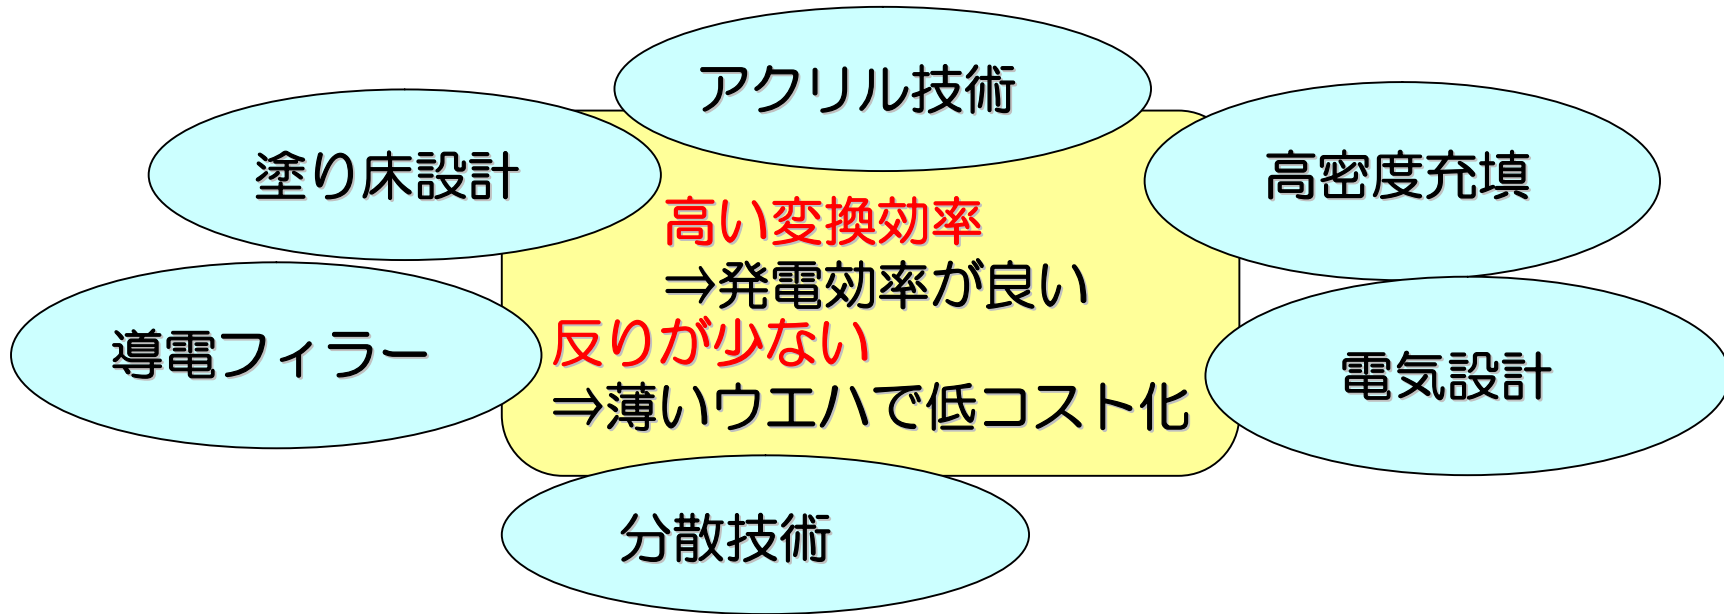 アクリル技術
塗り床設計
高密度充填
高い変換効率
⇒発電効率が良い
反りが少ない
⇒薄いウエハで低コスト化
導電フィラー
電気設計
分散技術